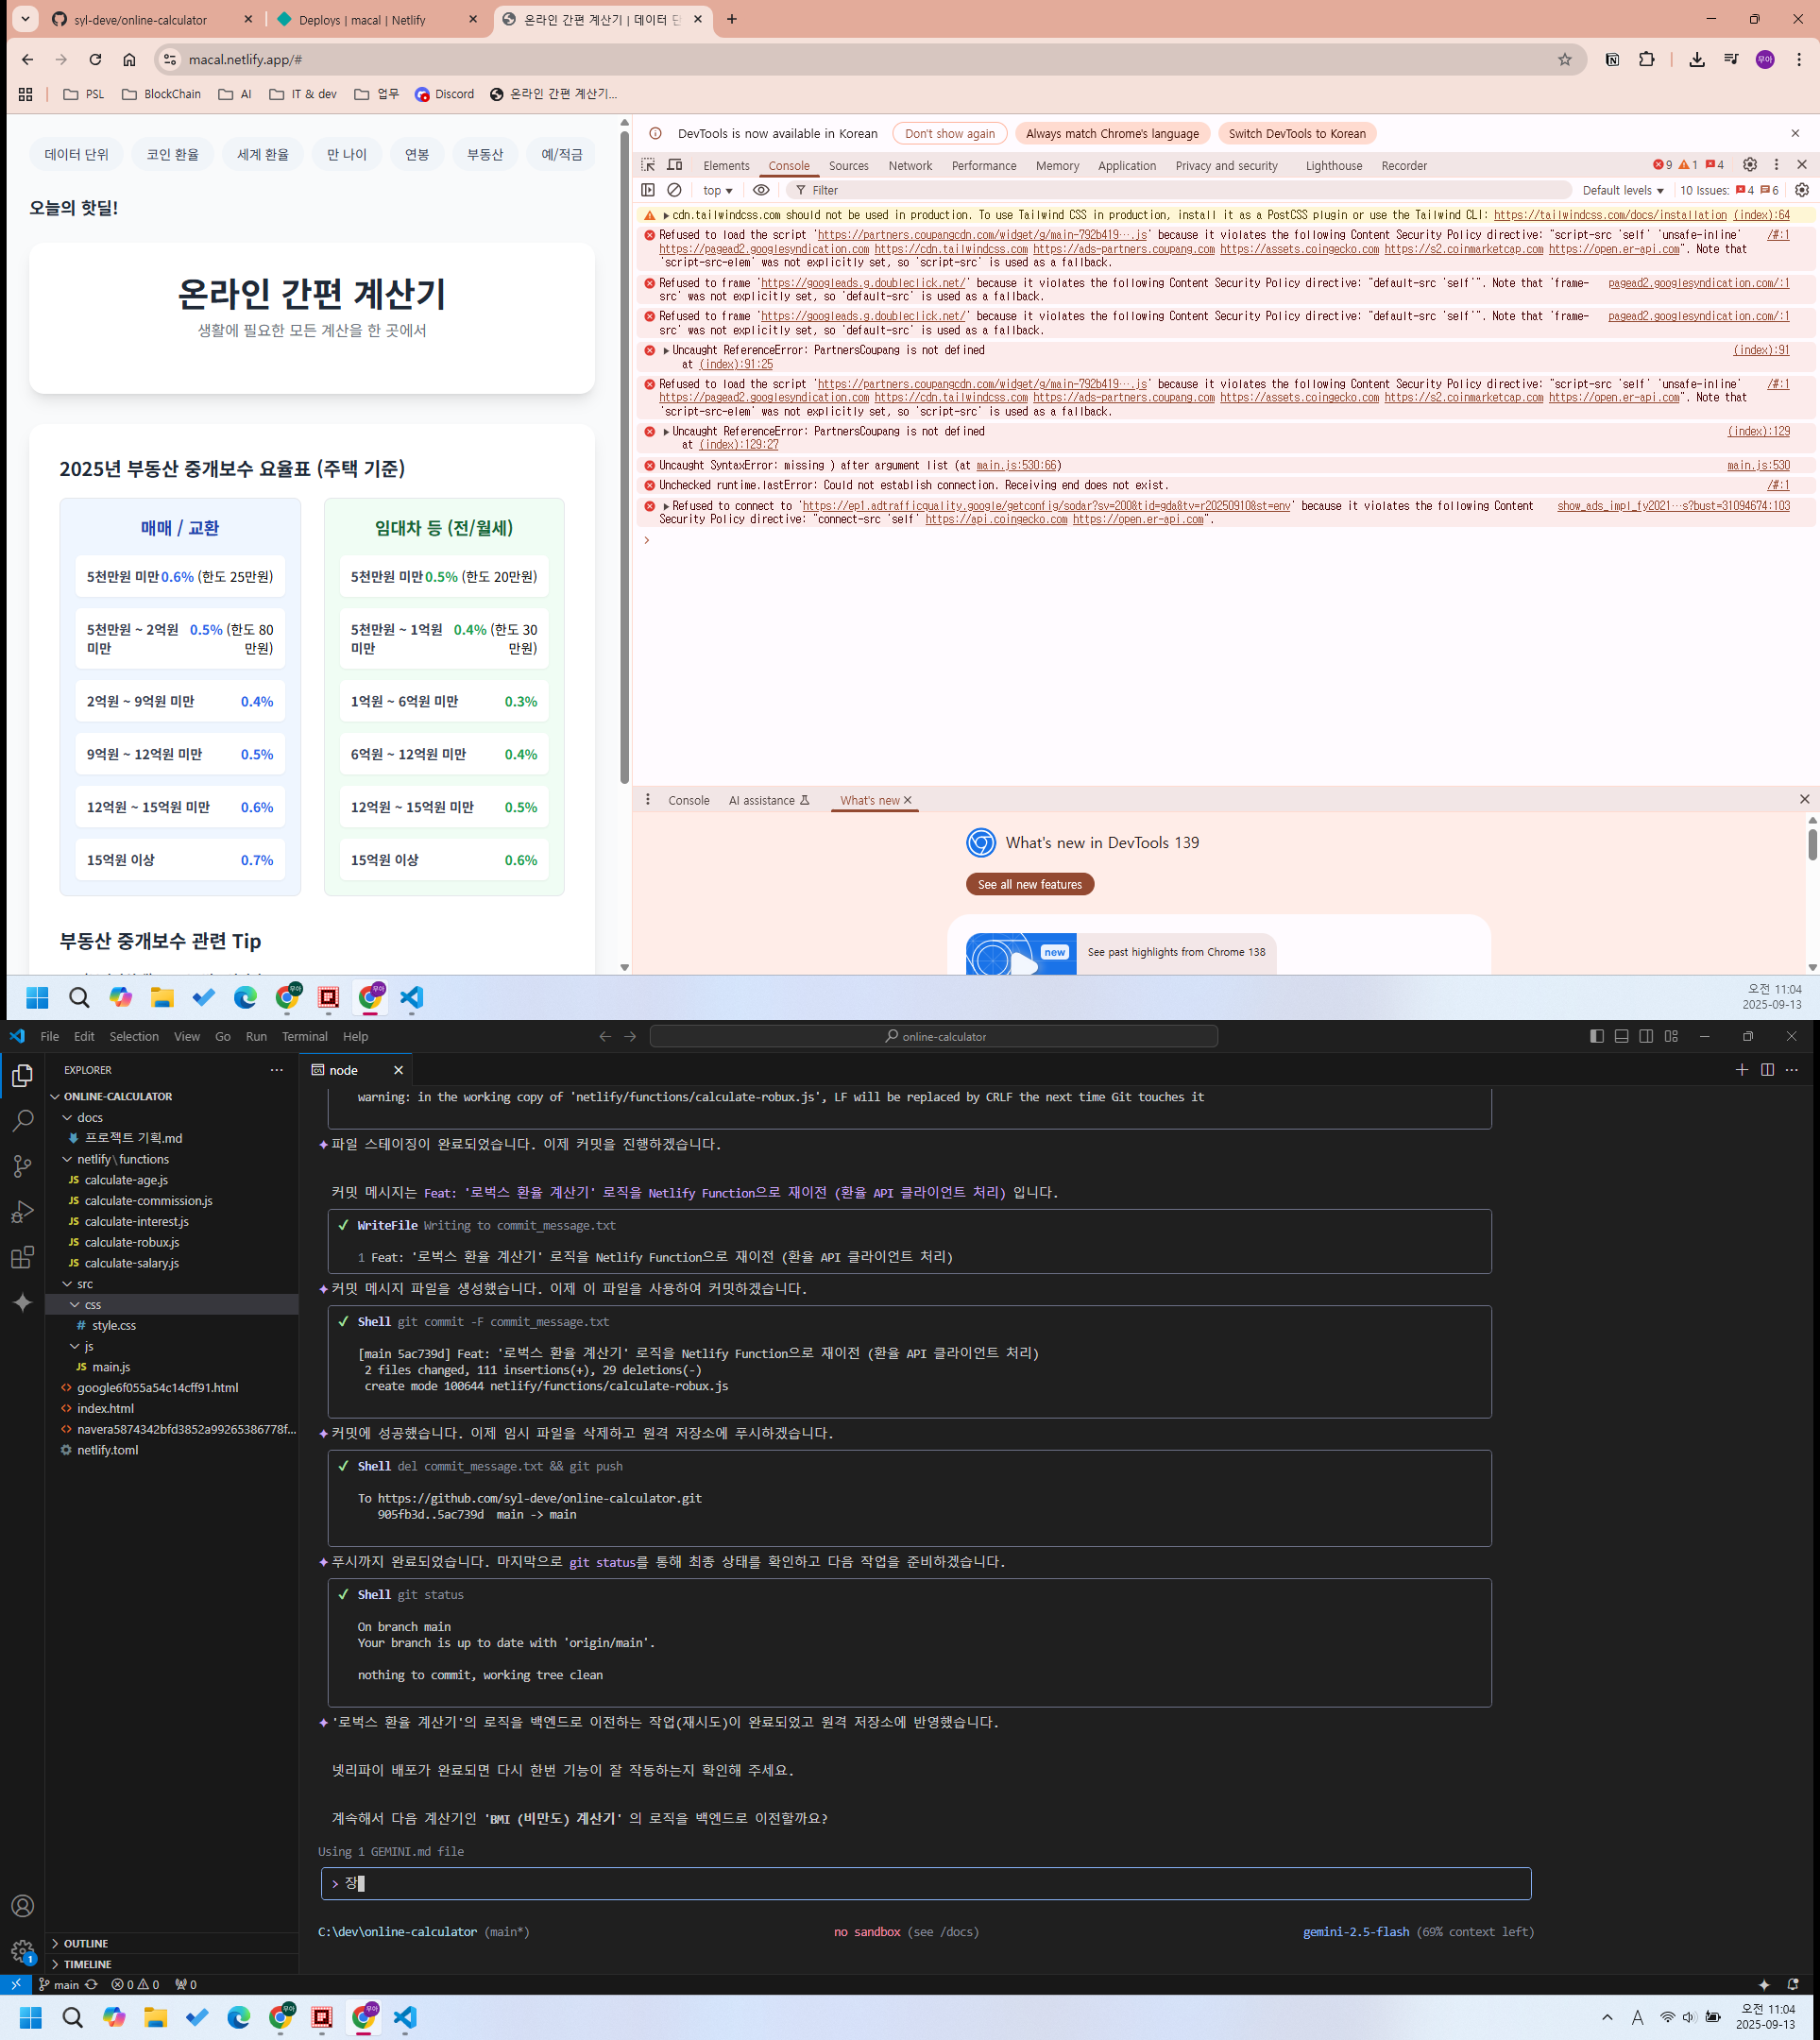 syl-deve/online-calculator
Deploys | macal | Netlify
온라인 간편 계산기 | 데이터 단
macal.netlify.app/#
무아
PSL
BlockChain
AI
IT & dev
업무
Discord
온라인 간편 계산기...
데이터 단위
코인 환율
세계 환율
만 나이
연봉
부동산
예/적금
오늘의 핫딜!
온라인 간편 계산기
생활에 필요한 모든 계산을 한 곳에서
2025년 부동산 중개보수 요율표 (주택 기준)
매매 / 교환
5천만원 미만 0.6% (한도 25만원)
5천만원 ~ 2억원 미만 0.5% (한도 80만원)
2억원 ~ 9억원 미만 0.4%
9억원 ~ 12억원 미만 0.5%
12억원 ~ 15억원 미만 0.6%
15억원 이상 0.7%
임대차 등 (전/월세)
5천만원 미만 0.5% (한도 20만원)
5천만원 ~ 1억원 미만 0.4% (한도 30만원)
1억원 ~ 6억원 미만 0.3%
6억원 ~ 12억원 미만 0.4%
12억원 ~ 15억원 미만 0.5%
15억원 이상 0.6%
부동산 중개보수 관련 Tip
DevTools is now available in Korean
Don't show again
Always match Chrome's language
Switch DevTools to Korean
Elements Console Sources Network Performance Memory Application Privacy and security Lighthouse Recorder
9 1 4
top
Filter
Default levels
10 Issues: 4 6
cdn.tailwindcss.com should not be used in production. To use Tailwind CSS in production, install it as a PostCSS plugin or use the Tailwind CLI: https://tailwindcss.com/docs/installation (index):64
Refused to load the script 'https://partners.coupangcdn.com/widget/g/main-792b419….js' because it violates the following Content Security Policy directive: "script-src 'self' 'unsafe-inline' /#:1
https://pagead2.googlesyndication.com https://cdn.tailwindcss.com https://ads-partners.coupang.com https://assets.coingecko.com https://s2.coinmarketcap.com https://open.er-api.com". Note that
'script-src-elem' was not explicitly set, so 'script-src' is used as a fallback.
Refused to frame 'https://googleads.g.doubleclick.net/' because it violates the following Content Security Policy directive: "default-src 'self'". Note that 'frame- pagead2.googlesyndication.com/:1
src' was not explicitly set, so 'default-src' is used as a fallback.
Refused to frame 'https://googleads.g.doubleclick.net/' because it violates the following Content Security Policy directive: "default-src 'self'". Note that 'frame- pagead2.googlesyndication.com/:1
src' was not explicitly set, so 'default-src' is used as a fallback.
Uncaught ReferenceError: PartnersCoupang is not defined (index):91
at (index):91:25
Refused to load the script 'https://partners.coupangcdn.com/widget/g/main-792b419….js' because it violates the following Content Security Policy directive: "script-src 'self' 'unsafe-inline' /#:1
https://pagead2.googlesyndication.com https://cdn.tailwindcss.com https://ads-partners.coupang.com https://assets.coingecko.com https://s2.coinmarketcap.com https://open.er-api.com". Note that
'script-src-elem' was not explicitly set, so 'script-src' is used as a fallback.
Uncaught ReferenceError: PartnersCoupang is not defined (index):129
at (index):129:27
Uncaught SyntaxError: missing ) after argument list (at main.js:530:66) main.js:530
Unchecked runtime.lastError: Could not establish connection. Receiving end does not exist. /#:1
Refused to connect to 'https://ep1.adtrafficquality.google/getconfig/sodar?sv=200&tid=gda&tv=r20250910&st=env' because it violates the following Content show_ads_impl_fy2021…s?bust=31094674:103
Security Policy directive: "connect-src 'self' https://api.coingecko.com https://open.er-api.com".
Console
AI assistance
What's new
What's new in DevTools 139
See all new features
new
See past highlights from Chrome 138
오전 11:04
2025-09-13
File Edit Selection View Go Run Terminal Help
online-calculator
EXPLORER
ONLINE-CALCULATOR
docs
프로젝트 기획.md
netlify\functions
JS calculate-age.js
JS calculate-commission.js
JS calculate-interest.js
JS calculate-robux.js
JS calculate-salary.js
src
css
# style.css
js
JS main.js
<> google6f055a54c14cff91.html
<> index.html
<> navera5874342bfd3852a99265386778f...
netlify.toml
OUTLINE
TIMELINE
node
warning: in the working copy of 'netlify/functions/calculate-robux.js', LF will be replaced by CRLF the next time Git touches it
파일 스테이징이 완료되었습니다. 이제 커밋을 진행하겠습니다.
커밋 메시지는 Feat: '로벅스 환율 계산기' 로직을 Netlify Function으로 재이전 (환율 API 클라이언트 처리) 입니다.
✓ WriteFile Writing to commit_message.txt
1 Feat: '로벅스 환율 계산기' 로직을 Netlify Function으로 재이전 (환율 API 클라이언트 처리)
커밋 메시지 파일을 생성했습니다. 이제 이 파일을 사용하여 커밋하겠습니다.
✓ Shell git commit -F commit_message.txt
[main 5ac739d] Feat: '로벅스 환율 계산기' 로직을 Netlify Function으로 재이전 (환율 API 클라이언트 처리)
2 files changed, 111 insertions(+), 29 deletions(-)
create mode 100644 netlify/functions/calculate-robux.js
커밋에 성공했습니다. 이제 임시 파일을 삭제하고 원격 저장소에 푸시하겠습니다.
✓ Shell del commit_message.txt && git push
To https://github.com/syl-deve/online-calculator.git
905fb3d..5ac739d main -> main
푸시까지 완료되었습니다. 마지막으로 git status를 통해 최종 상태를 확인하고 다음 작업을 준비하겠습니다.
✓ Shell git status
On branch main
Your branch is up to date with 'origin/main'.
nothing to commit, working tree clean
'로벅스 환율 계산기'의 로직을 백엔드로 이전하는 작업(재시도)이 완료되었고 원격 저장소에 반영했습니다.
넷리파이 배포가 완료되면 다시 한번 기능이 잘 작동하는지 확인해 주세요.
계속해서 다음 계산기인 'BMI (비만도) 계산기' 의 로직을 백엔드로 이전할까요?
Using 1 GEMINI.md file
> 장
C:\dev\online-calculator (main*) no sandbox (see /docs) gemini-2.5-flash (69% context left)
1
main 0 0 0
A
오전 11:04
2025-09-13